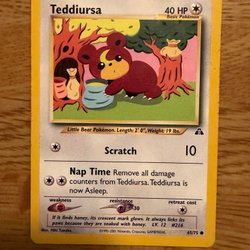 Teddiursa 40 HP
Basic Pokémon
Little Bear Pokémon. Length: 2' 0", Weight: 19 lbs.
Scratch 10
Nap Time Remove all damage
counters from Teddiursa. Teddiursa is
now Asleep.
weakness resistance retreat cost
If it finds honey, its crescent mark glows. It always licks
its paws because they are soaked with honey. LV. 12 #216
65/75